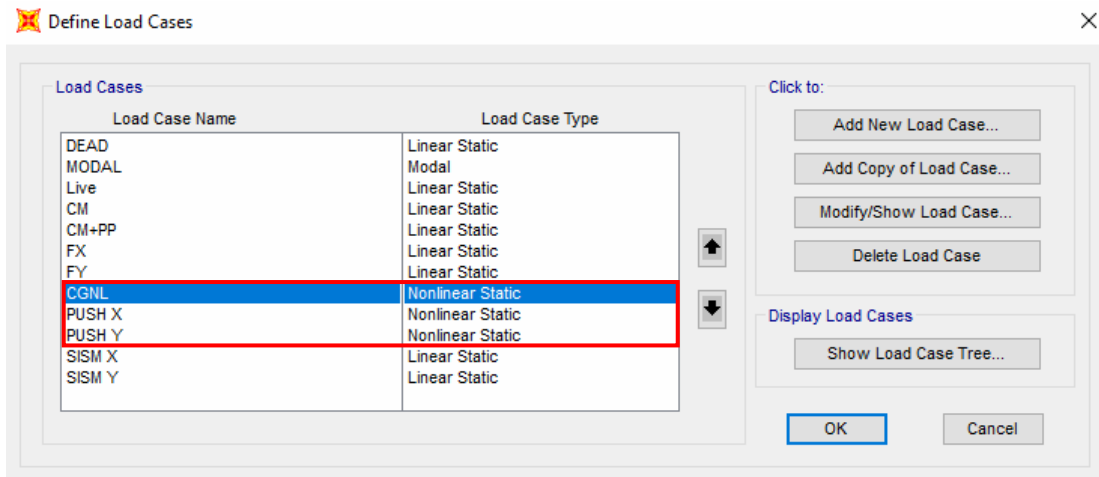 Define Load Cases
Load Cases
Load Case Name Load Case Type
DEAD Linear Static
MODAL Modal
Live Linear Static
CM Linear Static
CM+PP Linear Static
FX Linear Static
FY Linear Static
CGNL Nonlinear Static
PUSH X Nonlinear Static
PUSH Y Nonlinear Static
SISM X Linear Static
SISM Y Linear Static
Click to:
Add New Load Case...
Add Copy of Load Case...
Modify/Show Load Case...
Delete Load Case
Display Load Cases
Show Load Case Tree...
OK Cancel